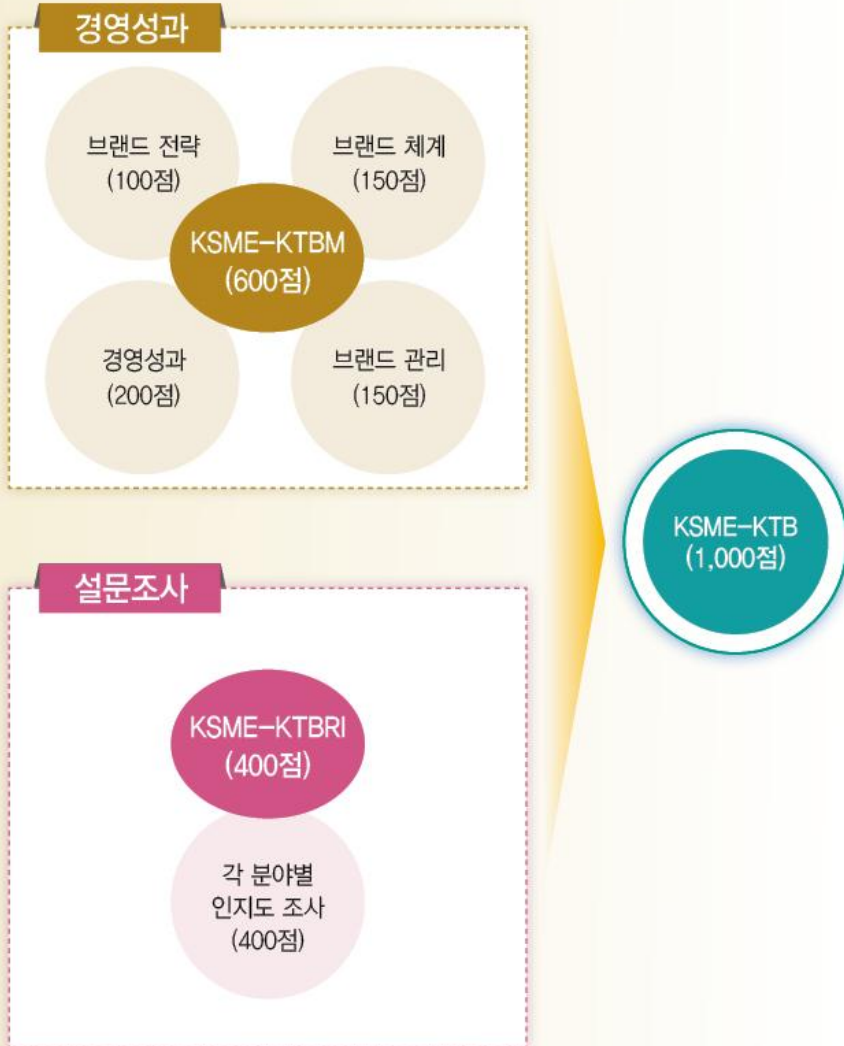 경영성과
브랜드 전략
(100점)
브랜드 체계
(150점)
KSME-KTBM
(600점)
경영성과
(200점)
브랜드 관리
(150점)
KSME-KTB
(1,000점)
설문조사
KSME-KTBRI
(400점)
각 분야별
인지도 조사
(400점)